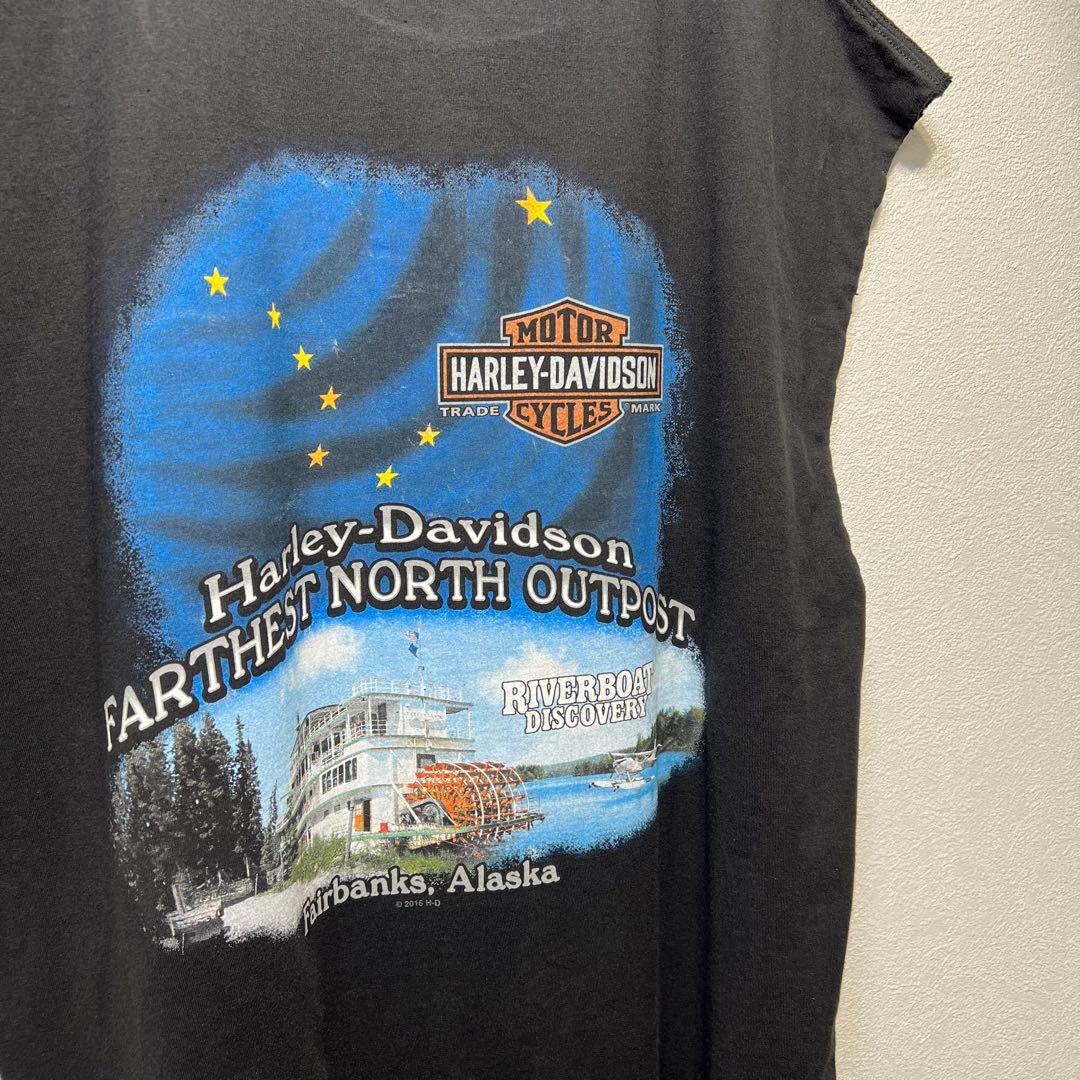 MOTOR
HARLEY-DAVIDSON
TRADE CYCLES ® MARK
Harley-Davidson
FARTHEST NORTH OUTPOST
RIVERBOAT
DISCOVERY
Fairbanks, Alaska
© 2016 H-D